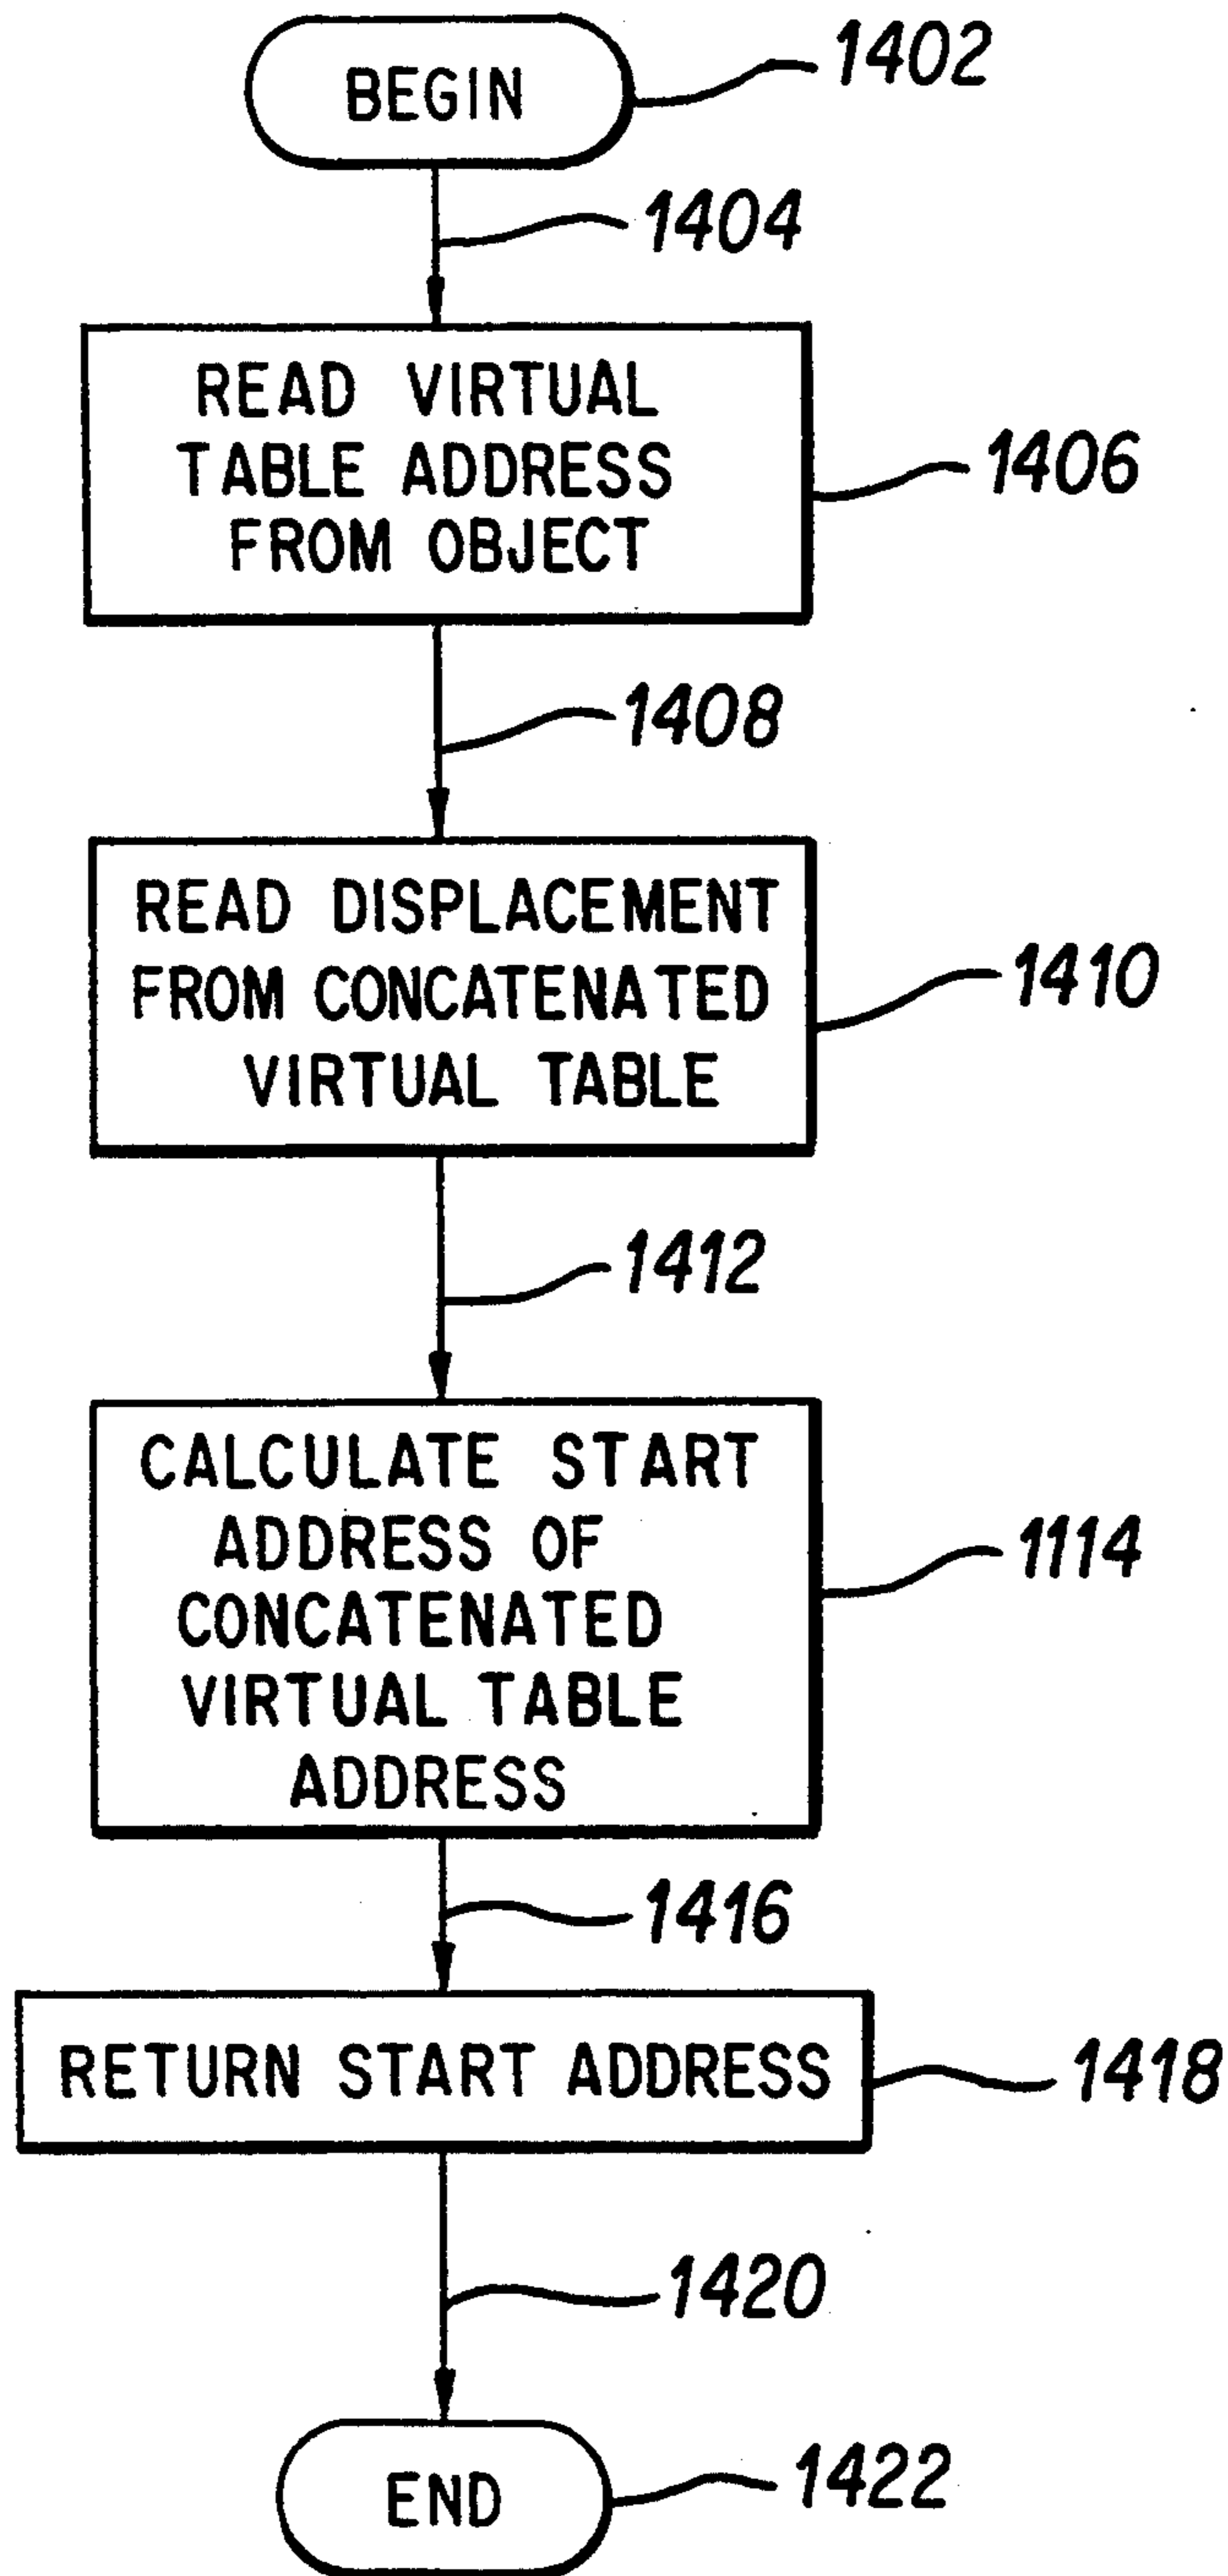 BEGIN
1402
1404
READ VIRTUAL
TABLE ADDRESS
FROM OBJECT
1406
1408
READ DISPLACEMENT
FROM CONCATENATED
VIRTUAL TABLE
1410
1412
CALCULATE START
ADDRESS OF
CONCATENATED
VIRTUAL TABLE
ADDRESS
1114
1416
RETURN START ADDRESS
1418
1420
END
1422